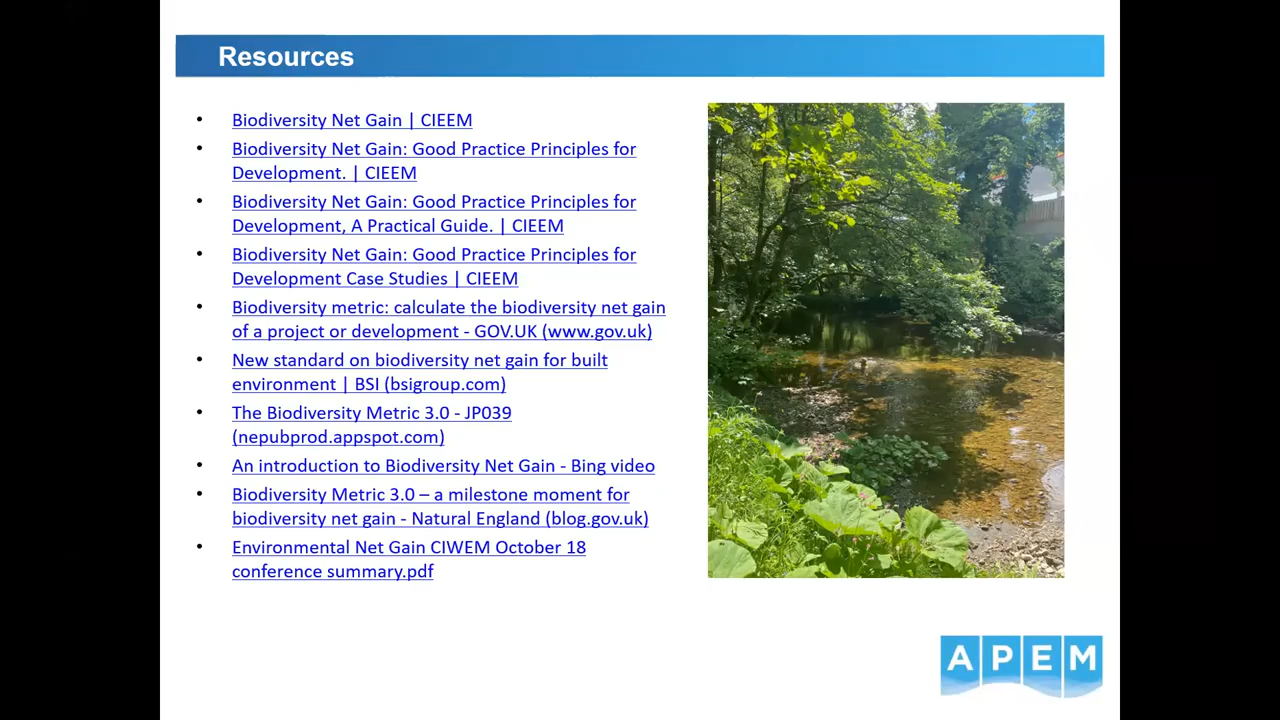 Resources
Biodiversity Net Gain | CIEEM
Biodiversity Net Gain: Good Practice Principles for
Development. | CIEEM
Biodiversity Net Gain: Good Practice Principles for
Development, A Practical Guide. | CIEEM
Biodiversity Net Gain: Good Practice Principles for
Development Case Studies | CIEEM
Biodiversity metric: calculate the biodiversity net gain
of a project or development - GOV.UK (www.gov.uk)
New standard on biodiversity net gain for built
environment | BSI (bsigroup.com)
The Biodiversity Metric 3.0 - JP039
(nepubprod.appspot.com)
An introduction to Biodiversity Net Gain - Bing video
Biodiversity Metric 3.0 – a milestone moment for
biodiversity net gain - Natural England (blog.gov.uk)
Environmental Net Gain CIWEM October 18
conference summary.pdf
APEM